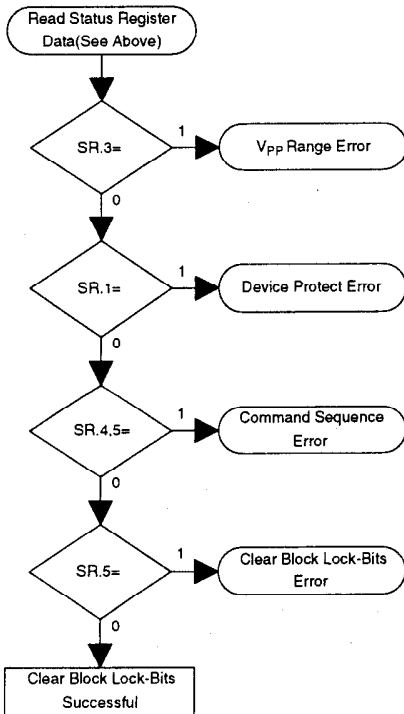 Read Status Register
Data(See Above)
SR.3=
1
VPP Range Error
0
SR.1=
1
Device Protect Error
0
SR.4,5=
1
Command Sequence
Error
0
SR.5=
1
Clear Block Lock-Bits
Error
0
Clear Block Lock-Bits
Successful